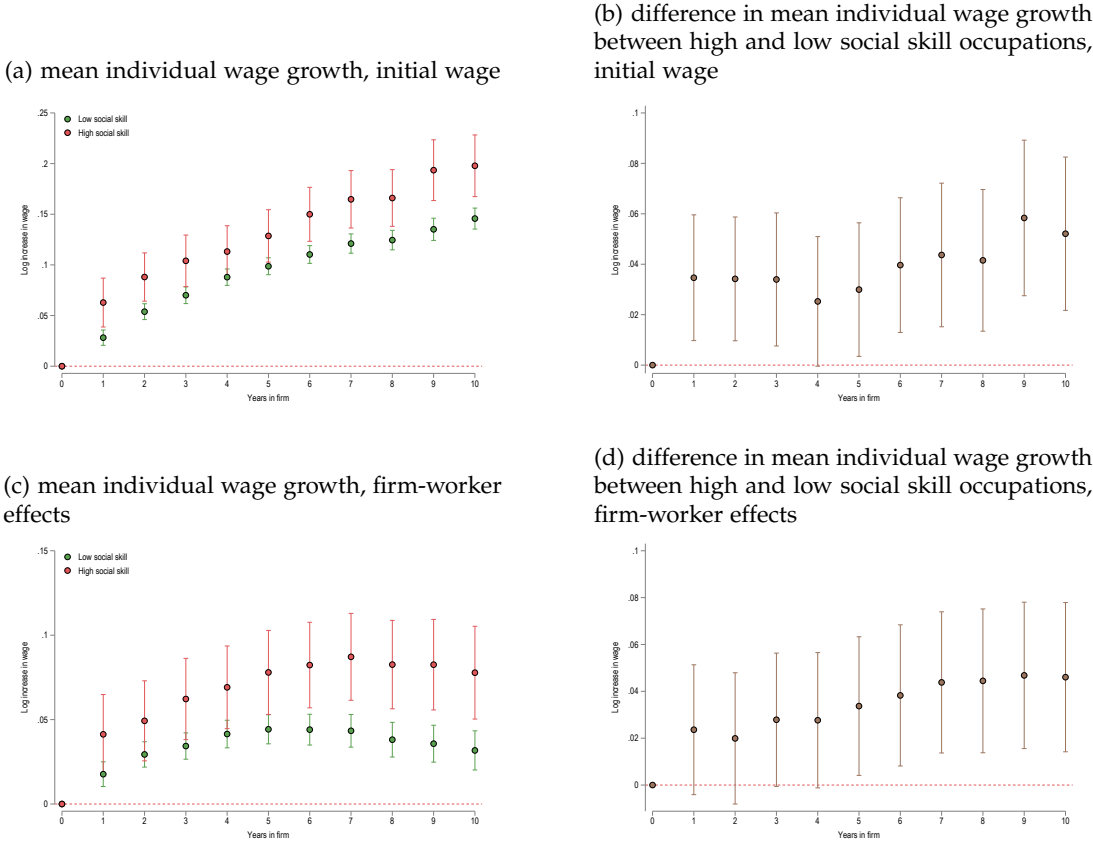 (a) mean individual wage growth, initial wage
.25
.2
.15
.1
.05
0
Log increase in wage
Low social skill
High social skill
0 1 2 3 4 5 6 7 8 9 10
Years in firm
(b) difference in mean individual wage growth
between high and low social skill occupations,
initial wage
.1
.08
.06
.04
.02
0
Log increase in wage
0 1 2 3 4 5 6 7 8 9 10
Years in firm
(c) mean individual wage growth, firm-worker
effects
.15
.1
.05
0
Log increase in wage
Low social skill
High social skill
0 1 2 3 4 5 6 7 8 9 10
Years in firm
(d) difference in mean individual wage growth
between high and low social skill occupations,
firm-worker effects
.1
.08
.06
.04
.02
0
Log increase in wage
0 1 2 3 4 5 6 7 8 9 10
Years in firm